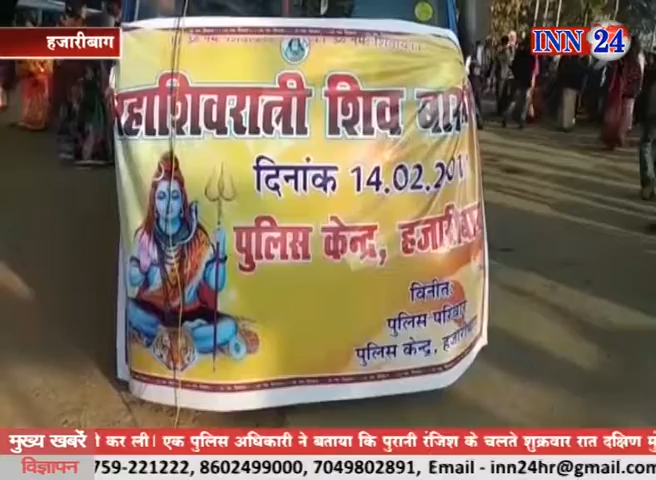 हजारीबाग
INN 24
महाशिवरात्री शिव
दिनांक 14.02.
पुलिस केन्द्र, हजारीबाग
विनीत
पुलिस परिवार
पुलिस केन्द्र, हजारीबाग
मुख्य खबरें कर ली। एक पुलिस अधिकारी ने बताया कि पुरानी रंजिश के चलते शुक्रवार रात दक्षिण
विज्ञापन 759-221222, 8602499000, 7049802891, Email - inn24hr@gmail.com